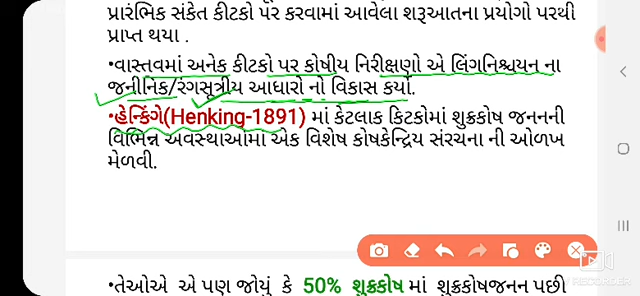 પ્રારંભિક સંકેત કીટકો પર કરવામાં આવેલા શરૂઆતના પ્રયોગો પરથી
પ્રાપ્ત થયા .
•વાસ્તવમાં અનેક કીટકો પર કોષીય નિરીક્ષણો એ લિંગનિશ્ચયન ના
જનીનિક/રંગસૂત્રીય આધારો નો વિકાસ કર્યો.
•હેન્કિંગે(Henking-1891) માં કેટલાક કિટકોમાં શુક્રકોષ જનનની
વિભિન્ન અવસ્થાઓમાં એક વિશેષ કોષકેન્દ્રિય સંરચના ની ઓળખ
મેળવી.
•તેઓએ એ પણ જોયું કે 50% શુક્રકોષ માં શુક્રકોષજનન પછી